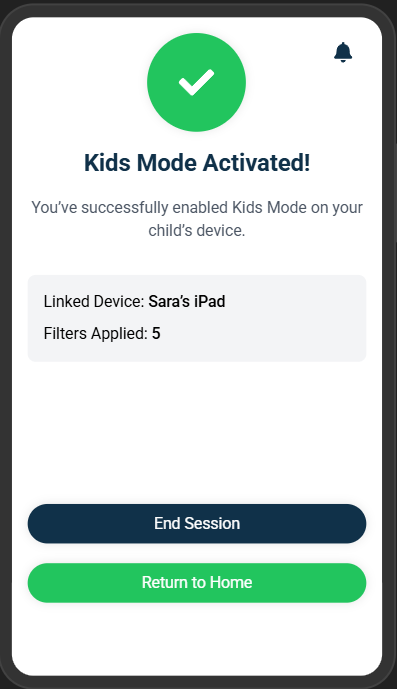 Kids Mode Activated!
You’ve successfully enabled Kids Mode on your
child’s device.
Linked Device: Sara’s iPad
Filters Applied: 5
End Session
Return to Home